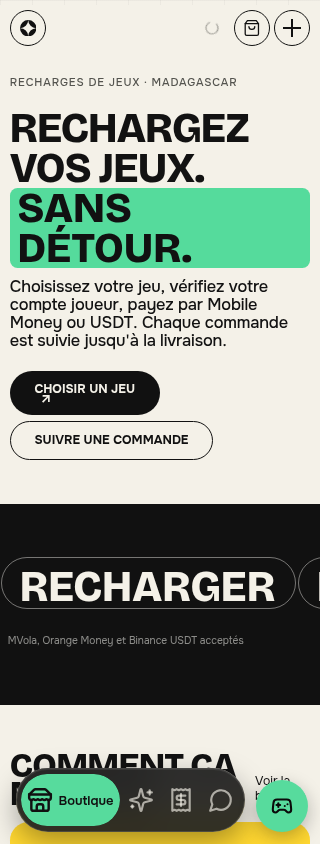 RECHARGES DE JEUX · MADAGASCAR
RECHARGEZ
VOS JEUX.
SANS
DÉTOUR.
Choisissez votre jeu, vérifiez votre
compte joueur, payez par Mobile
Money ou USDT. Chaque commande
est suivie jusqu'à la livraison.
CHOISIR UN JEU
SUIVRE UNE COMMANDE
RECHARGER
MVola, Orange Money et Binance USDT acceptés
COMMENT ÇA
Voir la
Boutique